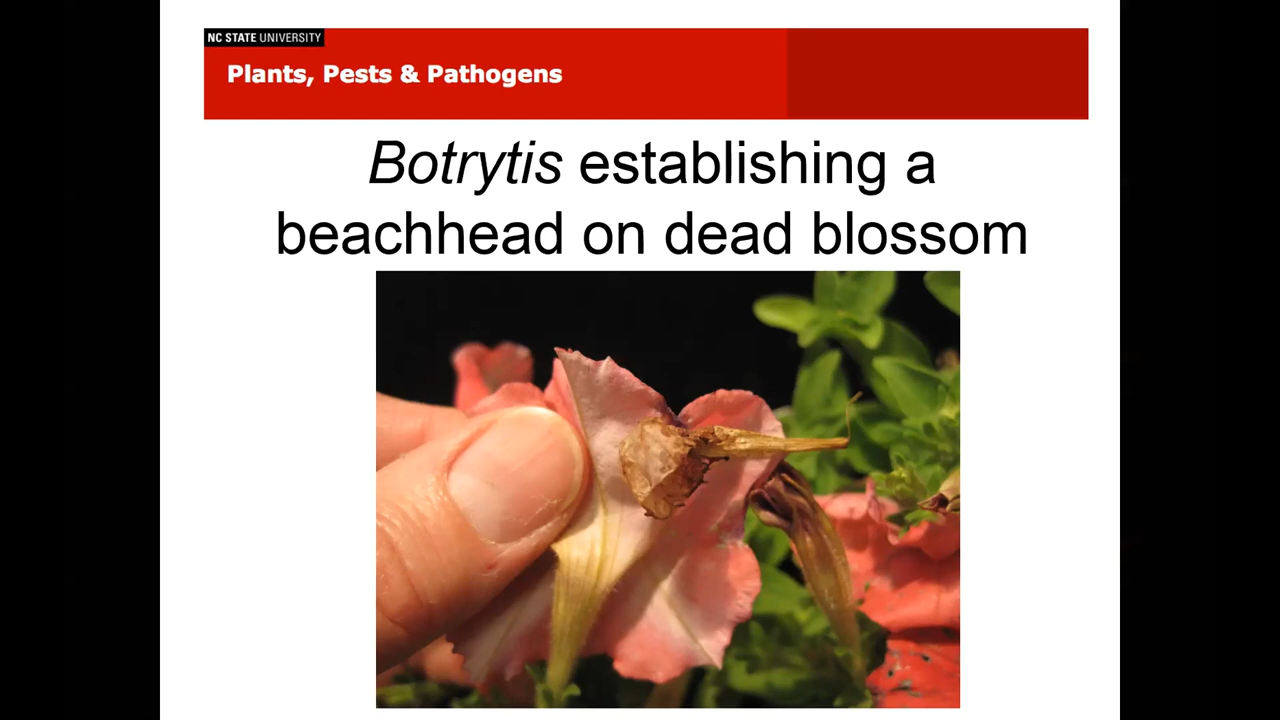 NC STATE UNIVERSITY
Plants, Pests & Pathogens
Botrytis establishing a
beachhead on dead blossom